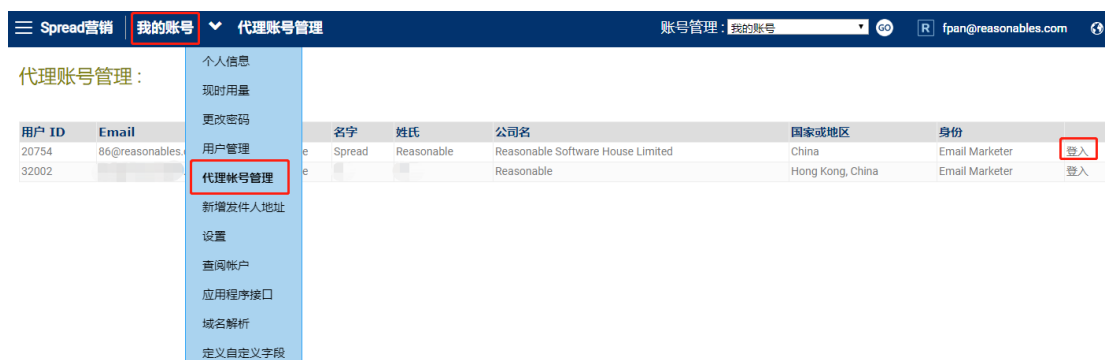 Spread营销 我的账号 代理账号管理 账号管理 : 我的账号 GO R fpan@reasonables.com
代理账号管理 :
个人信息
现时用量
更改密码
用户管理
代理帐号管理
新增发件人地址
设置
查阅帐户
应用程序接口
域名解析
定义自定义字段
用户 ID Email 名字 姓氏 公司名 国家或地区 身份
20754 86@reasonables. e Spread Reasonable Reasonable Software House Limited China Email Marketer 登入
32002 e Reasonable Hong Kong, China Email Marketer 登入